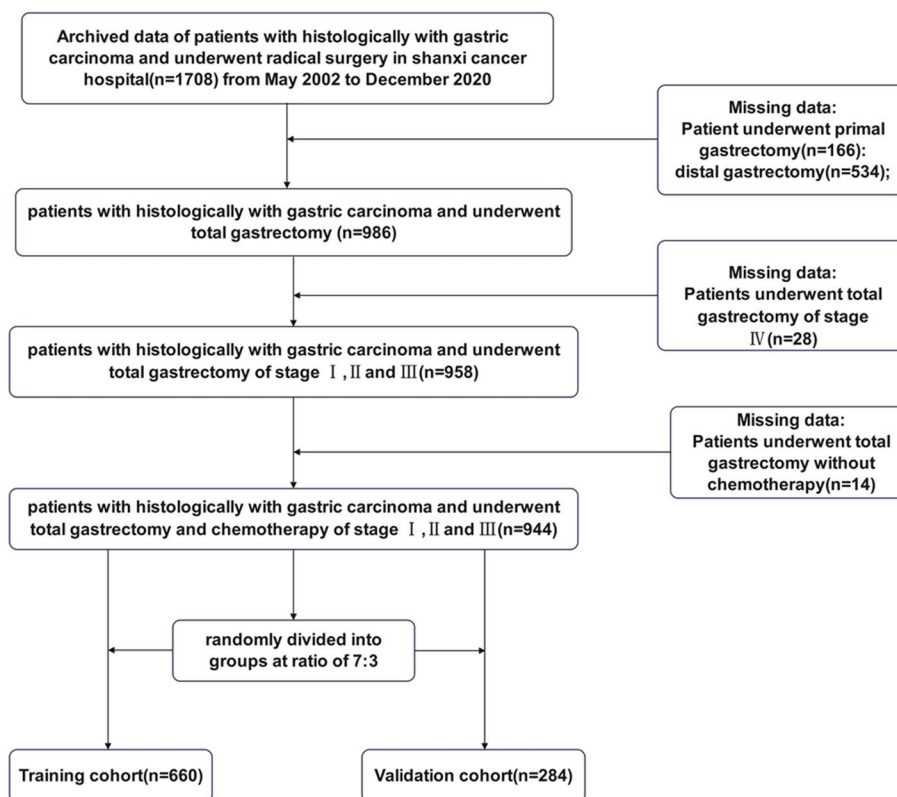 Archived data of patients with histologically with gastric
carcinoma and underwent radical surgery in shanxi cancer
hospital(n=1708) from May 2002 to December 2020
Missing data:
Patient underwent primal
gastrectomy(n=166):
distal gastrectomy(n=534);
patients with histologically with gastric carcinoma and underwent
total gastrectomy (n=986)
Missing data:
Patients underwent total
gastrectomy of stage
Ⅳ(n=28)
patients with histologically with gastric carcinoma and underwent
total gastrectomy of stage Ⅰ,Ⅱ and Ⅲ(n=958)
Missing data:
Patients underwent total
gastrectomy without
chemotherapy(n=14)
patients with histologically with gastric carcinoma and underwent
total gastrectomy and chemotherapy of stage Ⅰ,Ⅱ and Ⅲ(n=944)
randomly divided into
groups at ratio of 7:3
Training cohort(n=660)
Validation cohort(n=284)